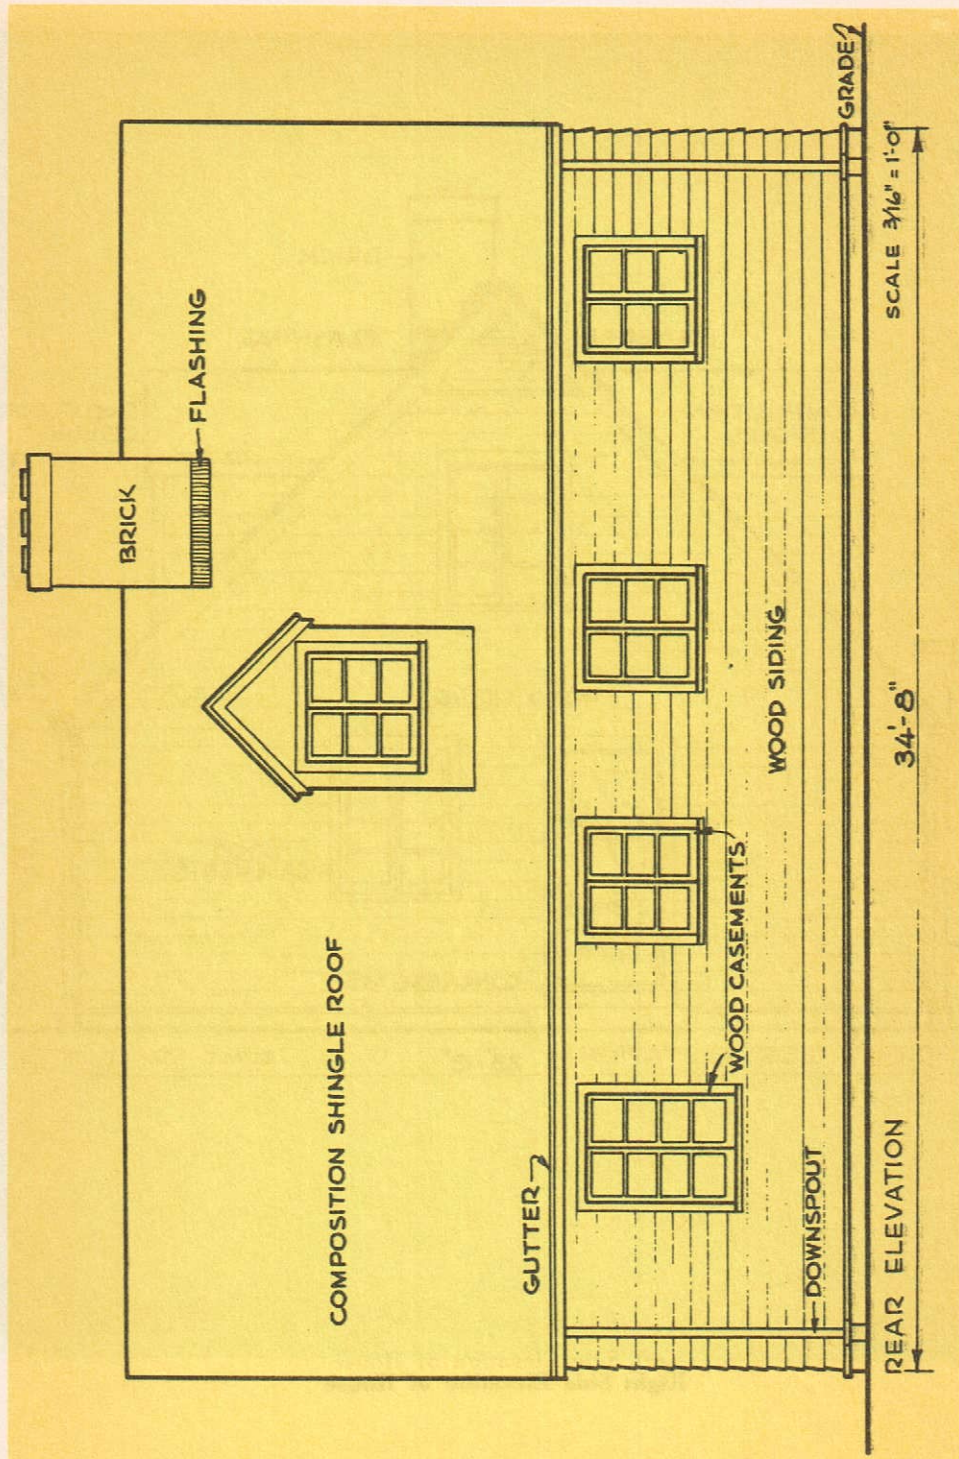 BRICK
FLASHING
COMPOSITION SHINGLE ROOF
GUTTER
WOOD CASEMENTS
WOOD SIDING
DOWNSPOUT
GRADE
REAR ELEVATION
34'-8"
SCALE 3/16" = 1'-0"